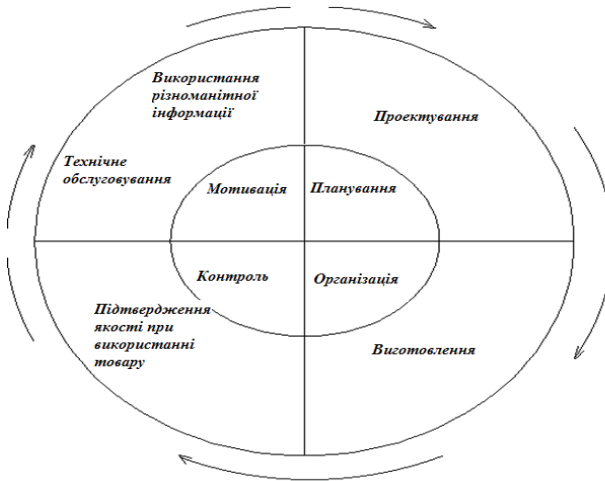 Використання
різноманітної
інформації
Проектування
Технічне
обслуговування
Мотивація
Планування
Контроль
Організація
Підтвердження
якості при
використанні
товару
Виготовлення